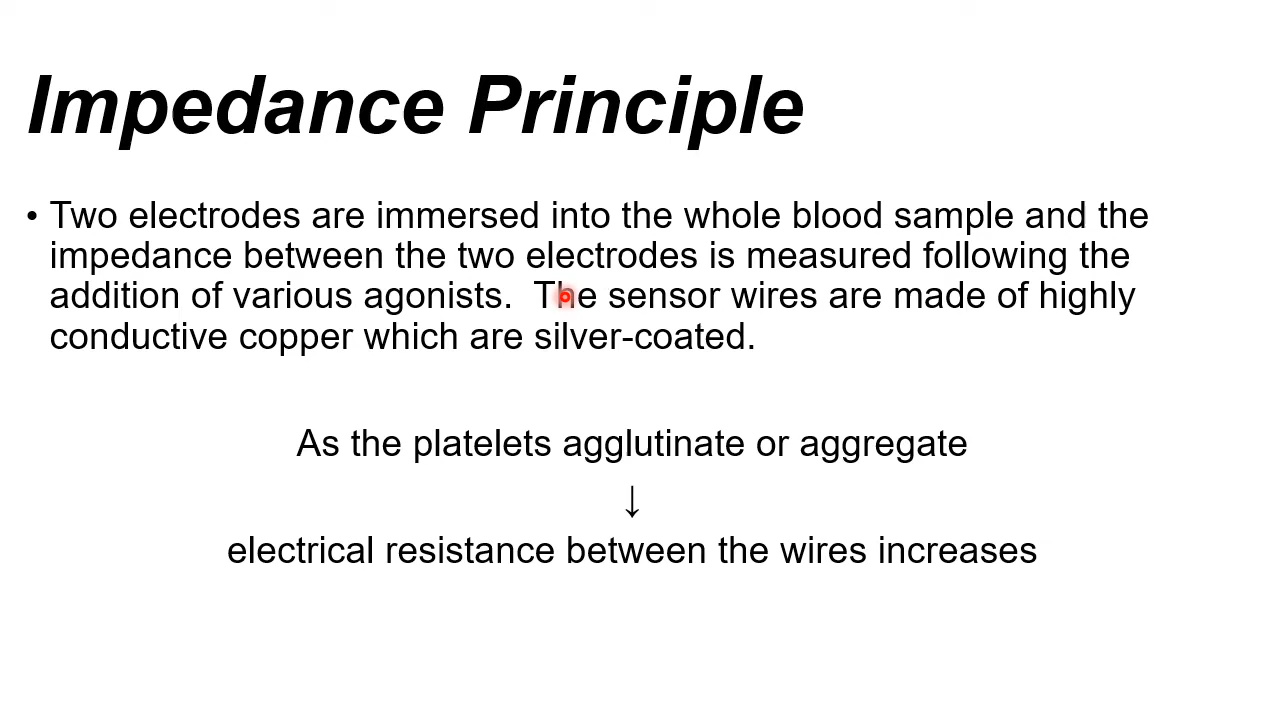 Impedance Principle
• Two electrodes are immersed into the whole blood sample and the
impedance between the two electrodes is measured following the
addition of various agonists.  The sensor wires are made of highly
conductive copper which are silver-coated.
As the platelets agglutinate or aggregate
↓
electrical resistance between the wires increases